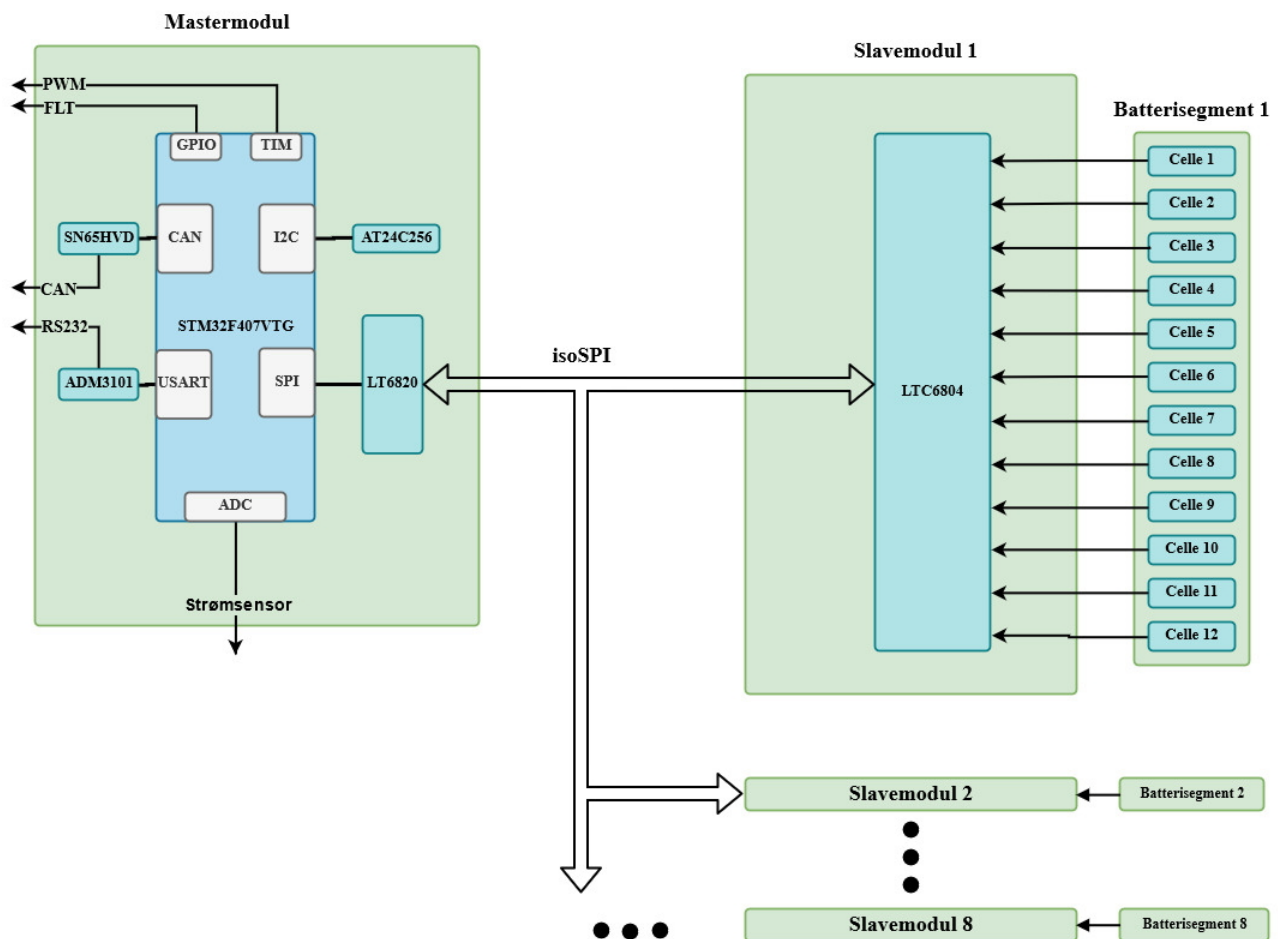 Mastermodul
PWM
FLT
GPIO
TIM
SN65HVD
CAN
I2C
AT24C256
CAN
STM32F407VTG
RS232
ADM3101
USART
SPI
LT6820
ADC
Strømsensor
isoSPI
Slavemodul 1
LTC6804
Batterisegment 1
Celle 1
Celle 2
Celle 3
Celle 4
Celle 5
Celle 6
Celle 7
Celle 8
Celle 9
Celle 10
Celle 11
Celle 12
Slavemodul 2
Batterisegment 2
Slavemodul 8
Batterisegment 8